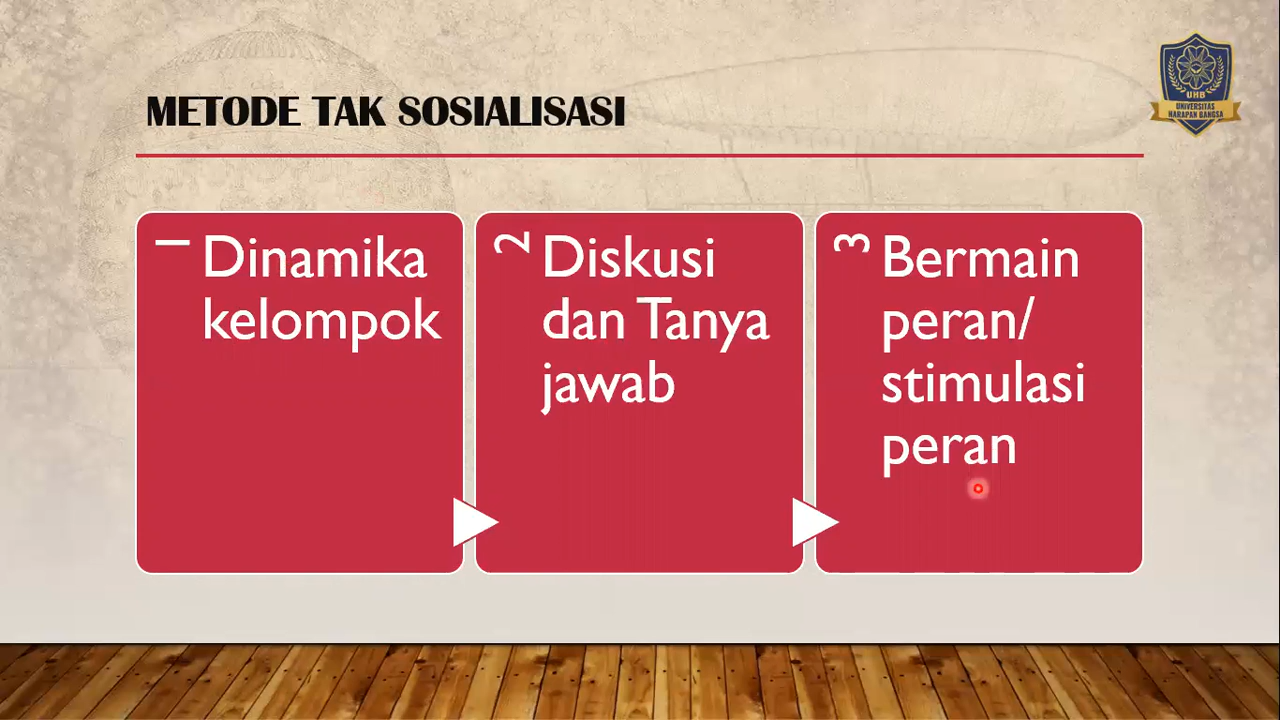 METODE TAK SOSIALISASI
UHB
UNIVERSITAS
HARAPAN BANGSA
1
Dinamika
kelompok
2
Diskusi
dan Tanya
jawab
3
Bermain
peran/
stimulasi
peran